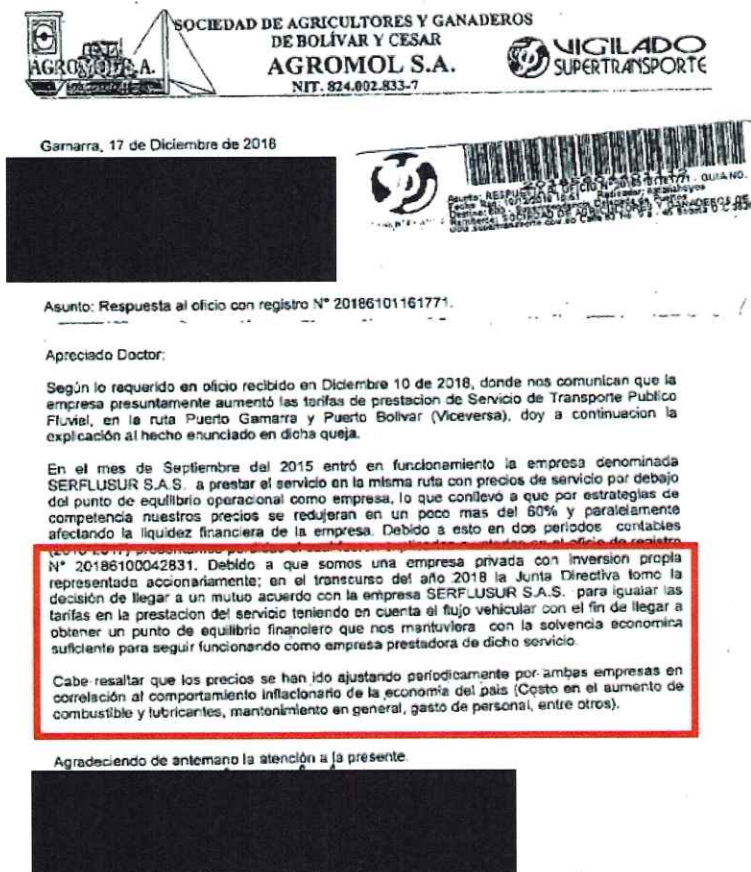 SOCIEDAD DE AGRICULTORES Y GANADEROS
DE BOLÍVAR Y CESAR
AGROMOL S.A.
NIT. 824.002.833-7
VIGILADO
SUPERTRANSPORTE
Gamarra, 17 de Diciembre de 2018
Asunto: Respuesta al oficio con registro N° 20186101161771.
Apreciado Doctor:
Según lo requerido en oficio recibido en Diciembre 10 de 2018, donde nos comunican que la
empresa presuntamente aumentó las tarifas de prestacion de Servicio de Transporte Publico
Fluvial, en la ruta Puerto Gamarra y Puerto Bolivar (Viceversa), doy a continuacion la
explicación al hecho enunciado en dicha queja.
En el mes de Septiembre del 2015 entró en funcionamiento la empresa denominada
SERFLUSUR S.A.S. a prestar el servicio en la misma ruta con precios de servicio por debajo
del punto de equilibrio operacional como empresa, lo que conllevó a que por estrategias de
competencia nuestros precios se redujeran en un poco mas del 60% y paralelamente
afectando la liquidez financiera de la empresa. Debido a esto en dos periodos contables
N° 20186100042831. Debido a que somos una empresa privada con inversion propia
representada accionariamente; en el transcurso del año 2018 la Junta Directiva tomo la
decisión de llegar a un mutuo acuerdo con la empresa SERFLUSUR S.A.S. para igualar las
tarifas en la prestacion del servicio teniendo en cuenta el flujo vehicular con el fin de llegar a
obtener un punto de equilibrio financiero que nos mantuviera con la solvencia economica
suficiente para seguir funcionando como empresa prestadora de dicho servicio.
Cabe resaltar que los precios se han ido ajustando periodicamente por ambas empresas en
correlación al comportamiento inflacionario de la economia del pais (Costo en el aumento de
combustible y lubricantes, mantenimiento en general, gasto de personal, entre otros).
Agradeciendo de antemano la atención a la presente.